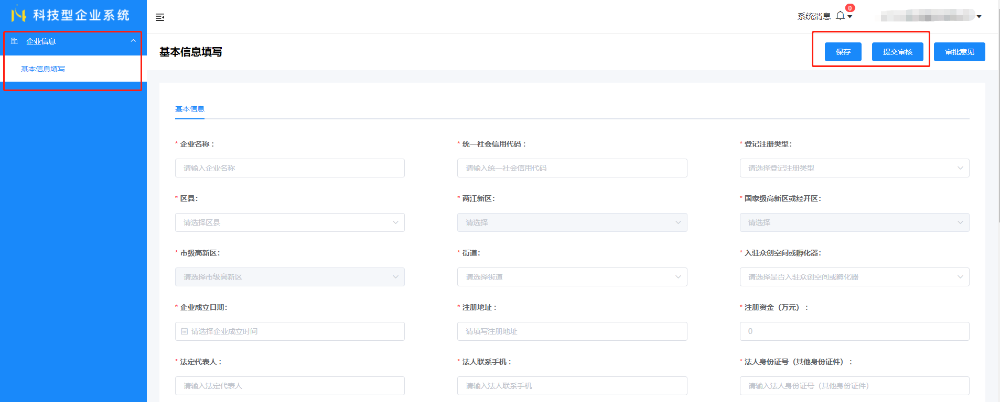 科技型企业系统
系统消息 0
企业信息
基本信息填写
基本信息填写
保存 提交审核 审批意见
基本信息
* 企业名称： * 统一社会信用代码： * 登记注册类型：
请输入企业名称 请输入统一社会信用代码 请选择登记注册类型
* 区县： * 两江新区： * 国家级高新区或经开区：
请选择区县 请选择 请选择
* 市级高新区： * 街道： * 入驻众创空间或孵化器：
请选择市级高新区 请选择街道 请选择是否入驻众创空间或孵化器
* 企业成立日期： * 注册地址： * 注册资金（万元）：
请选择企业成立时间 请填写注册地址 0
* 法定代表人： * 法人联系手机： * 法人身份证号（其他身份证件）：
请输入法定代表人 请输入法人联系手机 请输入法人身份证号（其他身份证件）